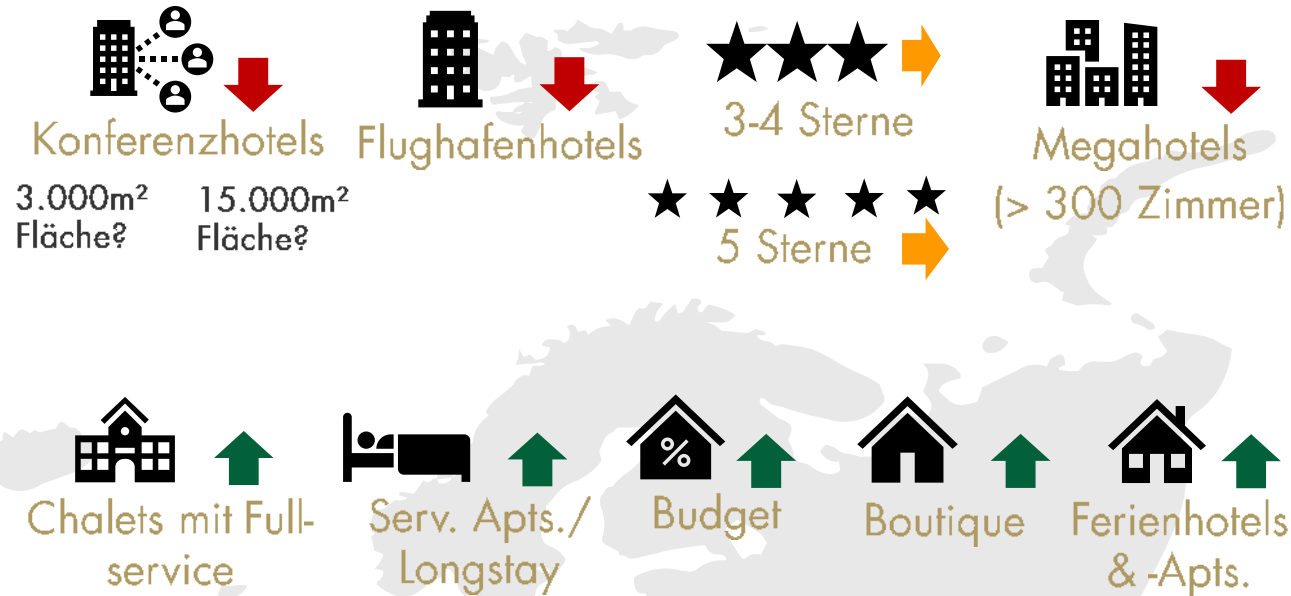 Konferenzhotels
3.000m²
Fläche?
15.000m²
Fläche?
Flughafenhotels
3-4 Sterne
5 Sterne
Megahotels
(> 300 Zimmer)
Chalets mit Full-
service
Serv. Apts./
Longstay
%
Budget
Boutique
Ferienhotels
& -Apts.